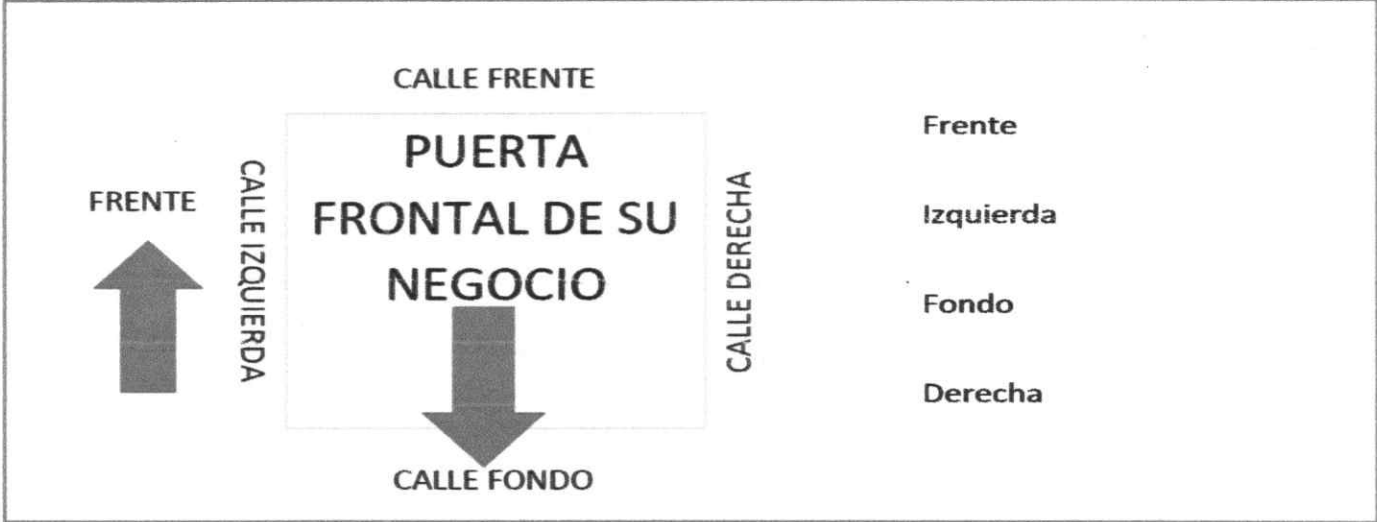 CALLE FRENTE
PUERTA
FRONTAL DE SU
NEGOCIO
FRENTE
CALLE IZQUIERDA
CALLE DERECHA
CALLE FONDO
Frente
Izquierda
Fondo
Derecha